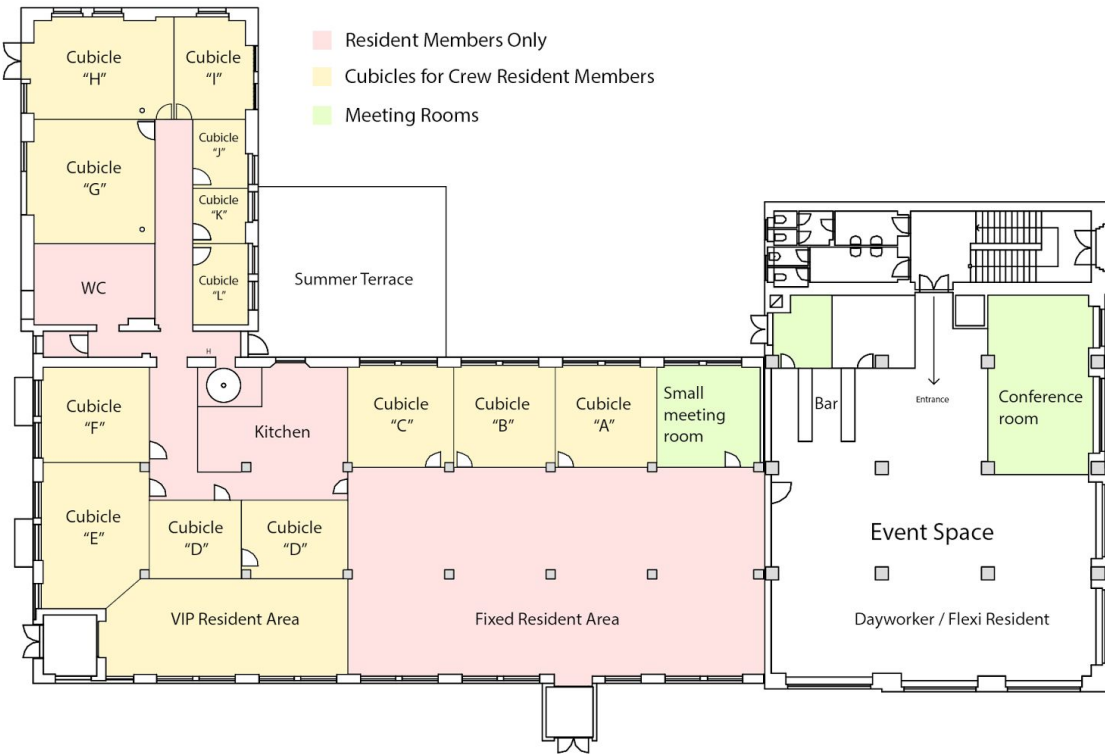 Resident Members Only
Cubicles for Crew Resident Members
Meeting Rooms
Cubicle
"H"
Cubicle
"I"
Cubicle
"J"
Cubicle
"G"
Cubicle
"K"
Cubicle
"L"
WC
Summer Terrace
H
Cubicle
"F"
Kitchen
Cubicle
"C"
Cubicle
"B"
Cubicle
"A"
Small
meeting
room
Bar
Entrance
Conference
room
Cubicle
"E"
Cubicle
"D"
Cubicle
"D"
Event Space
VIP Resident Area
Fixed Resident Area
Dayworker / Flexi Resident